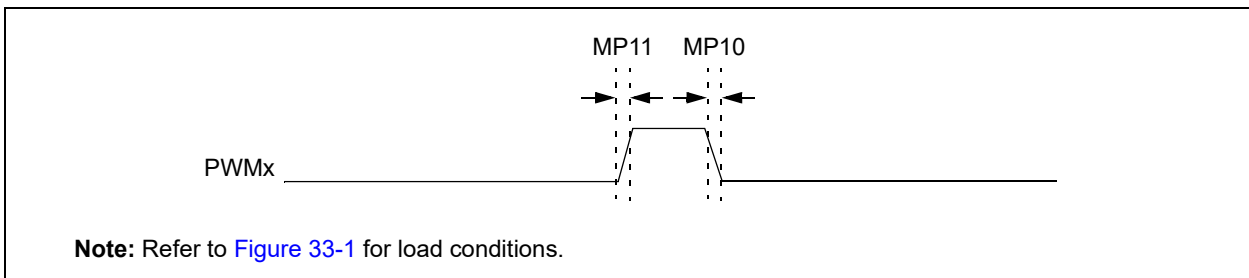 MP11 MP10
PWMx
Note: Refer to Figure 33-1 for load conditions.